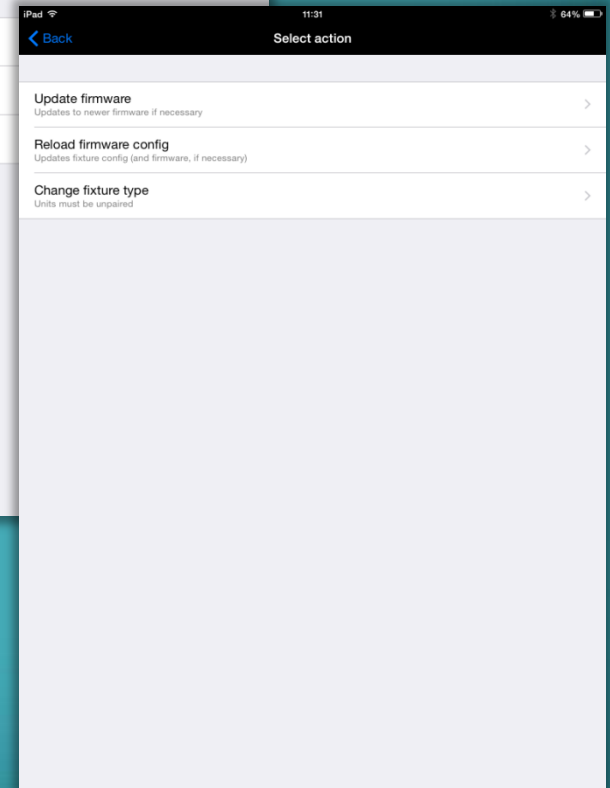 iPad 11:31 64%
Back Select action
Update firmware
Updates to newer firmware if necessary
Reload firmware config
Updates fixture config (and firmware, if necessary)
Change fixture type
Units must be unpaired